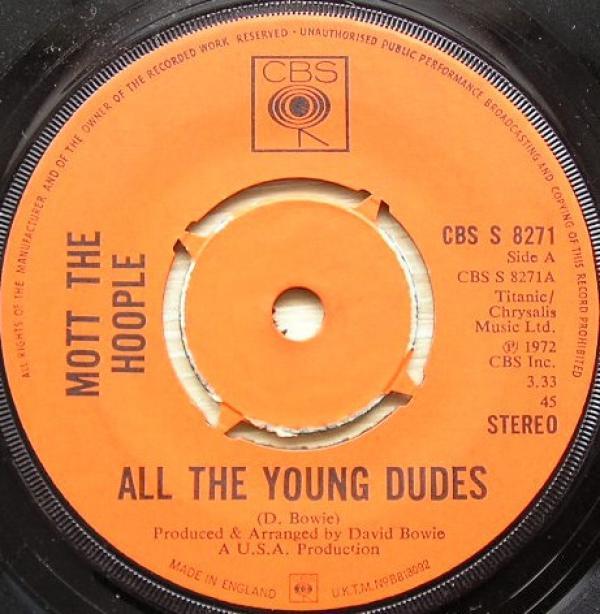 ALL RIGHTS OF THE MANUFACTURER AND OF THE OWNER OF THE RECORDED WORK RESERVED · UNAUTHORISED PUBLIC PERFORMANCE BROADCASTING AND COPYING OF THIS RECORD PROHIBITED
CBS
MOTT THE
HOOPLE
CBS S 8271
Side A
CBS S 8271A
Titanic/
Chrysalis
Music Ltd.
℗ 1972
CBS Inc.
3.33
45
STEREO
ALL THE YOUNG DUDES
(D. Bowie)
Produced & Arranged by David Bowie
A U.S.A. Production
MADE IN ENGLAND
U.K.T.M. No B813092